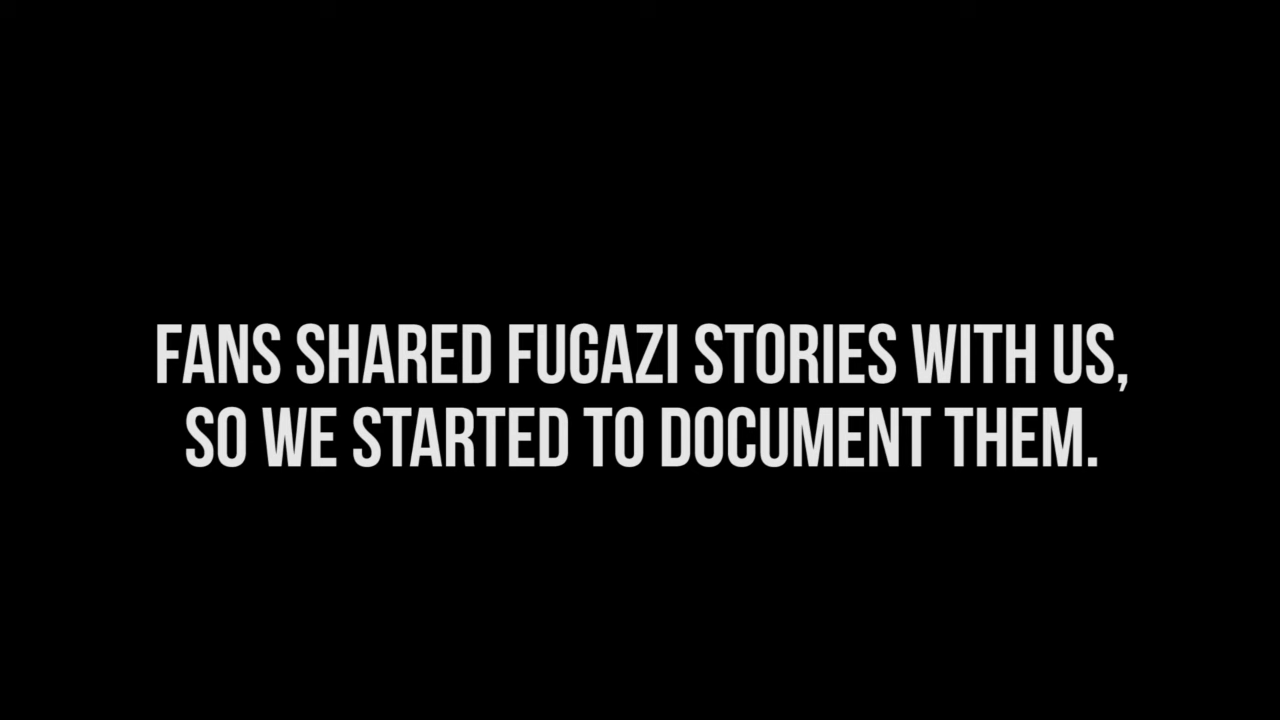 FANS SHARED FUGAZI STORIES WITH US,
SO WE STARTED TO DOCUMENT THEM.